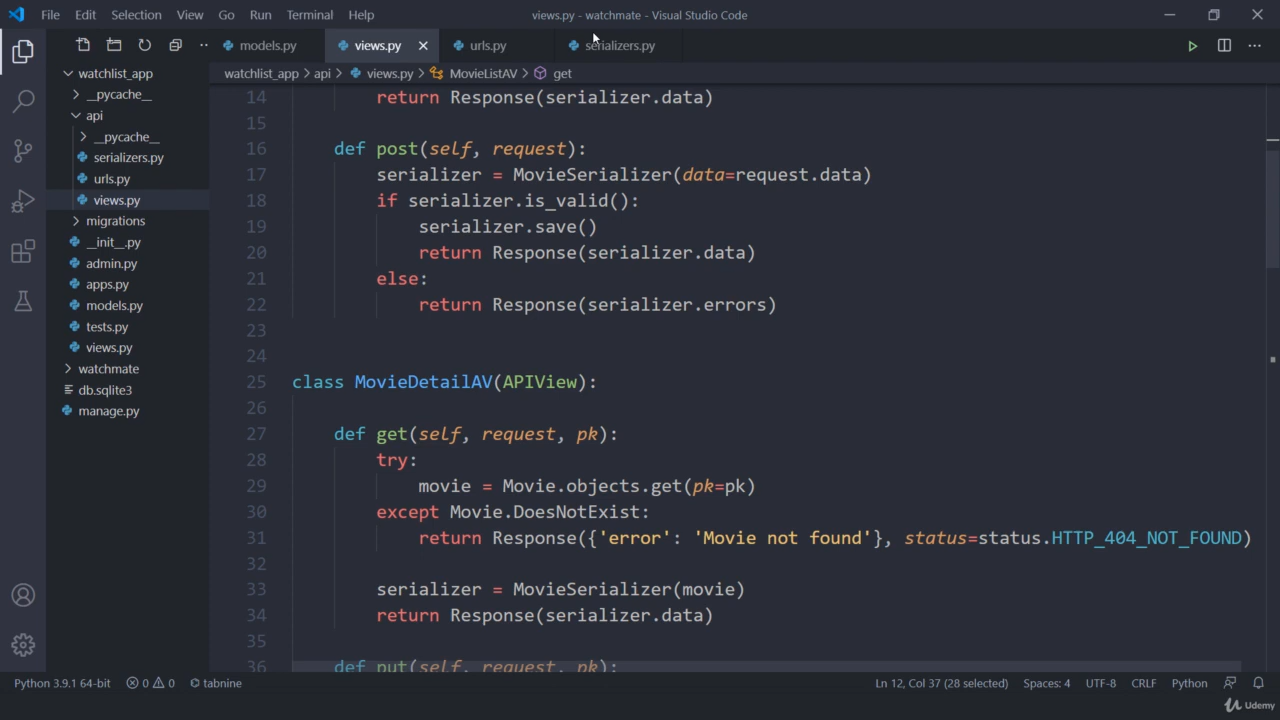 File Edit Selection View Go Run Terminal Help views.py - watchmate - Visual Studio Code
models.py views.py urls.py serializers.py
watchlist_app > api > views.py > MovieListAV > get
watchlist_app
__pycache__
api
__pycache__
serializers.py
urls.py
views.py
migrations
__init__.py
admin.py
apps.py
models.py
tests.py
views.py
watchmate
db.sqlite3
manage.py
14 return Response(serializer.data)
15
16 def post(self, request):
17 serializer = MovieSerializer(data=request.data)
18 if serializer.is_valid():
19 serializer.save()
20 return Response(serializer.data)
21 else:
22 return Response(serializer.errors)
23
24
25 class MovieDetailAV(APIView):
26
27 def get(self, request, pk):
28 try:
29 movie = Movie.objects.get(pk=pk)
30 except Movie.DoesNotExist:
31 return Response({'error': 'Movie not found'}, status=status.HTTP_404_NOT_FOUND)
32
33 serializer = MovieSerializer(movie)
34 return Response(serializer.data)
35
36 def put(self, request, pk):
Python 3.9.1 64-bit 0 0 tabnine Ln 12, Col 37 (28 selected) Spaces: 4 UTF-8 CRLF Python
Udemy